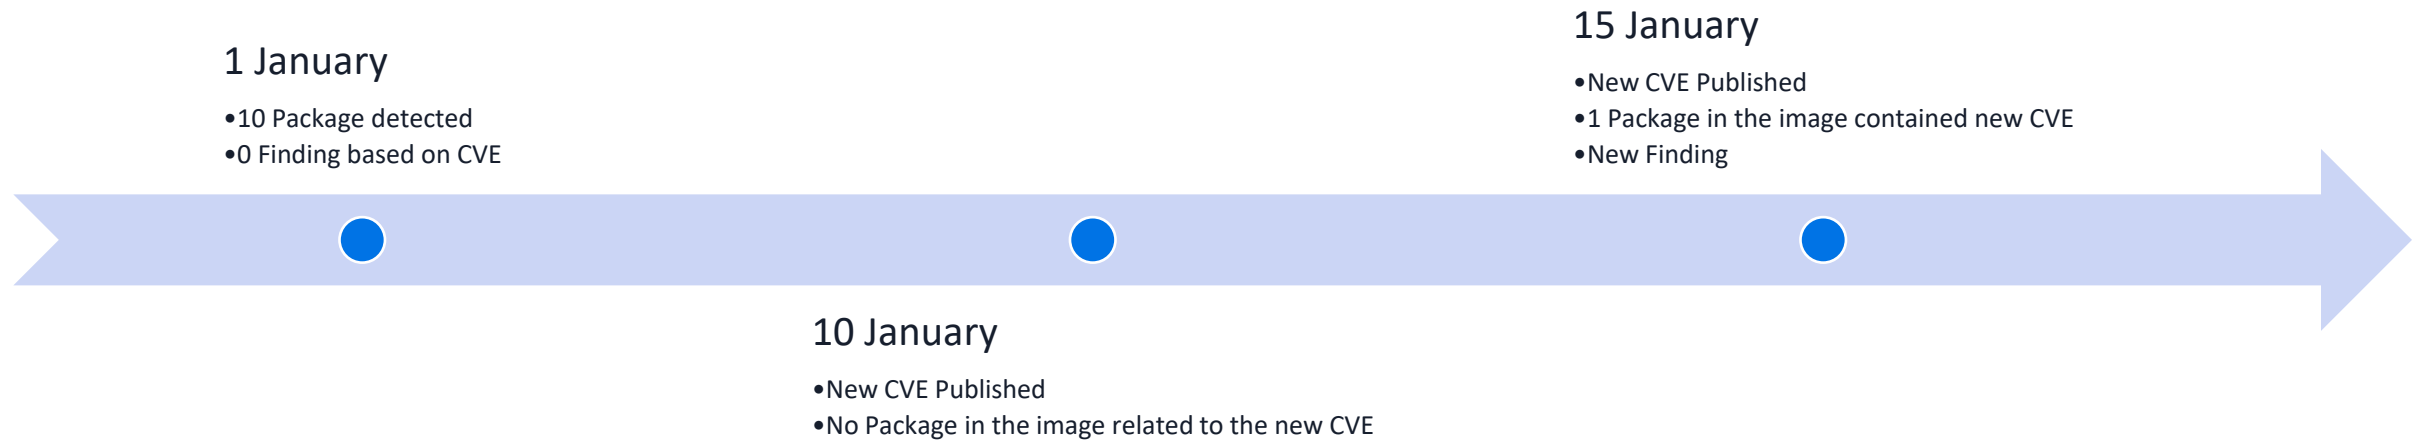 1 January
•10 Package detected
•0 Finding based on CVE
10 January
•New CVE Published
•No Package in the image related to the new CVE
15 January
•New CVE Published
•1 Package in the image contained new CVE
•New Finding